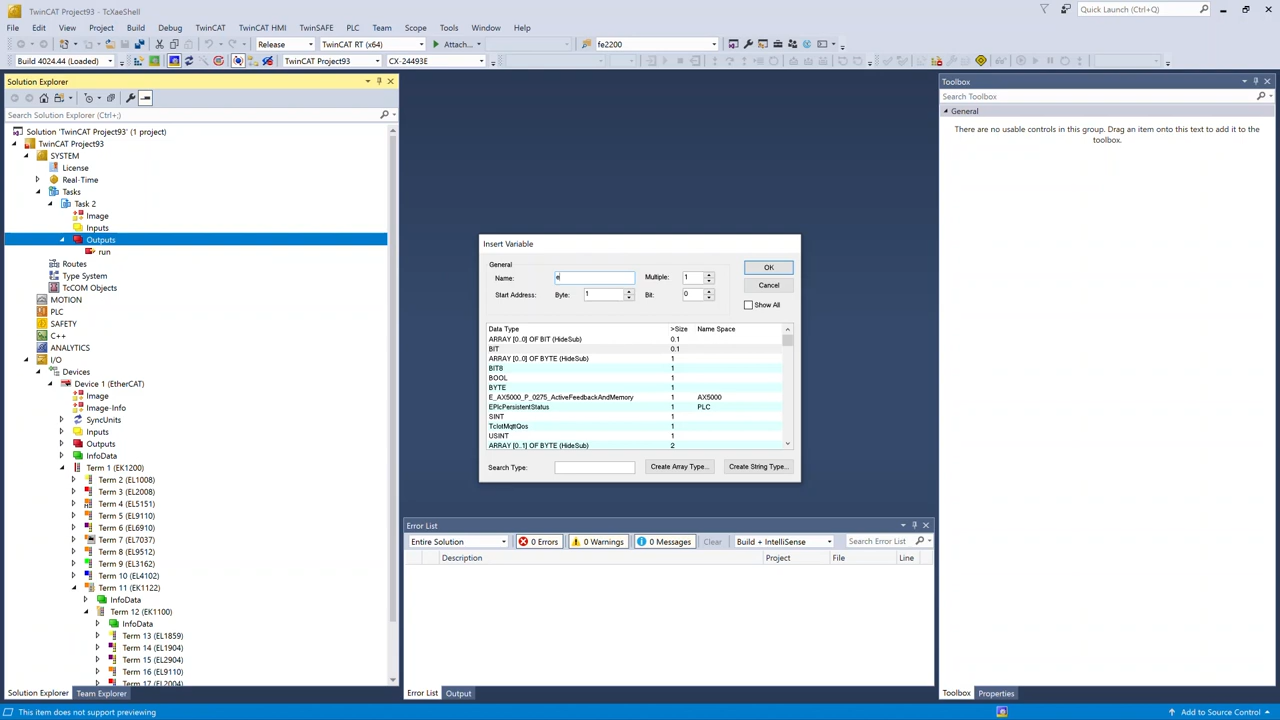 TwinCAT Project93 - TcXaeShell
Quick Launch (Ctrl+Q)
File Edit View Project Build Debug TwinCAT TwinCAT HMI TwinSAFE PLC Team Scope Tools Window Help
Release TwinCAT RT (x64) Attach... fe2200
Build 4024.44 (Loaded) TwinCAT Project93 CX-24493E
Solution Explorer
Search Solution Explorer (Ctrl+;)
Solution 'TwinCAT Project93' (1 project)
TwinCAT Project93
SYSTEM
License
Real-Time
Tasks
Task 2
Image
Inputs
Outputs
run
Routes
Type System
TcCOM Objects
MOTION
PLC
SAFETY
C++
ANALYTICS
I/O
Devices
Device 1 (EtherCAT)
Image
Image-Info
SyncUnits
Inputs
Outputs
InfoData
Term 1 (EK1200)
Term 2 (EL1008)
Term 3 (EL2008)
Term 4 (EL5151)
Term 5 (EL9110)
Term 6 (EL6910)
Term 7 (EL7037)
Term 8 (EL9512)
Term 9 (EL3162)
Term 10 (EL4102)
Term 11 (EK1122)
InfoData
Term 12 (EK1100)
InfoData
Term 13 (EL1859)
Term 14 (EL1904)
Term 15 (EL2904)
Term 16 (EL9110)
Term 17 (EL2004)
Solution Explorer Team Explorer
Insert Variable
General
Name: e Multiple: 1
Start Address: Byte: 1 Bit: 0
OK
Cancel
Show All
Data Type >Size Name Space
ARRAY [0..0] OF BIT (HideSub) 0.1
BIT 0.1
ARRAY [0..0] OF BYTE (HideSub) 1
BIT8 1
BOOL 1
BYTE 1
E_AX5000_P_0275_ActiveFeedbackAndMemory 1 AX5000
EPlcPersistentStatus 1 PLC
SINT 1
TcIotMqttQos 1
USINT 1
ARRAY [0..1] OF BYTE (HideSub) 2
Search Type: Create Array Type... Create String Type...
Error List
Entire Solution 0 Errors 0 Warnings 0 Messages Clear Build + IntelliSense Search Error List
Description Project File Line
Error List Output
Toolbox
Search Toolbox
General
There are no usable controls in this group. Drag an item onto this text to add it to the
toolbox.
Toolbox Properties
This item does not support previewing
Add to Source Control